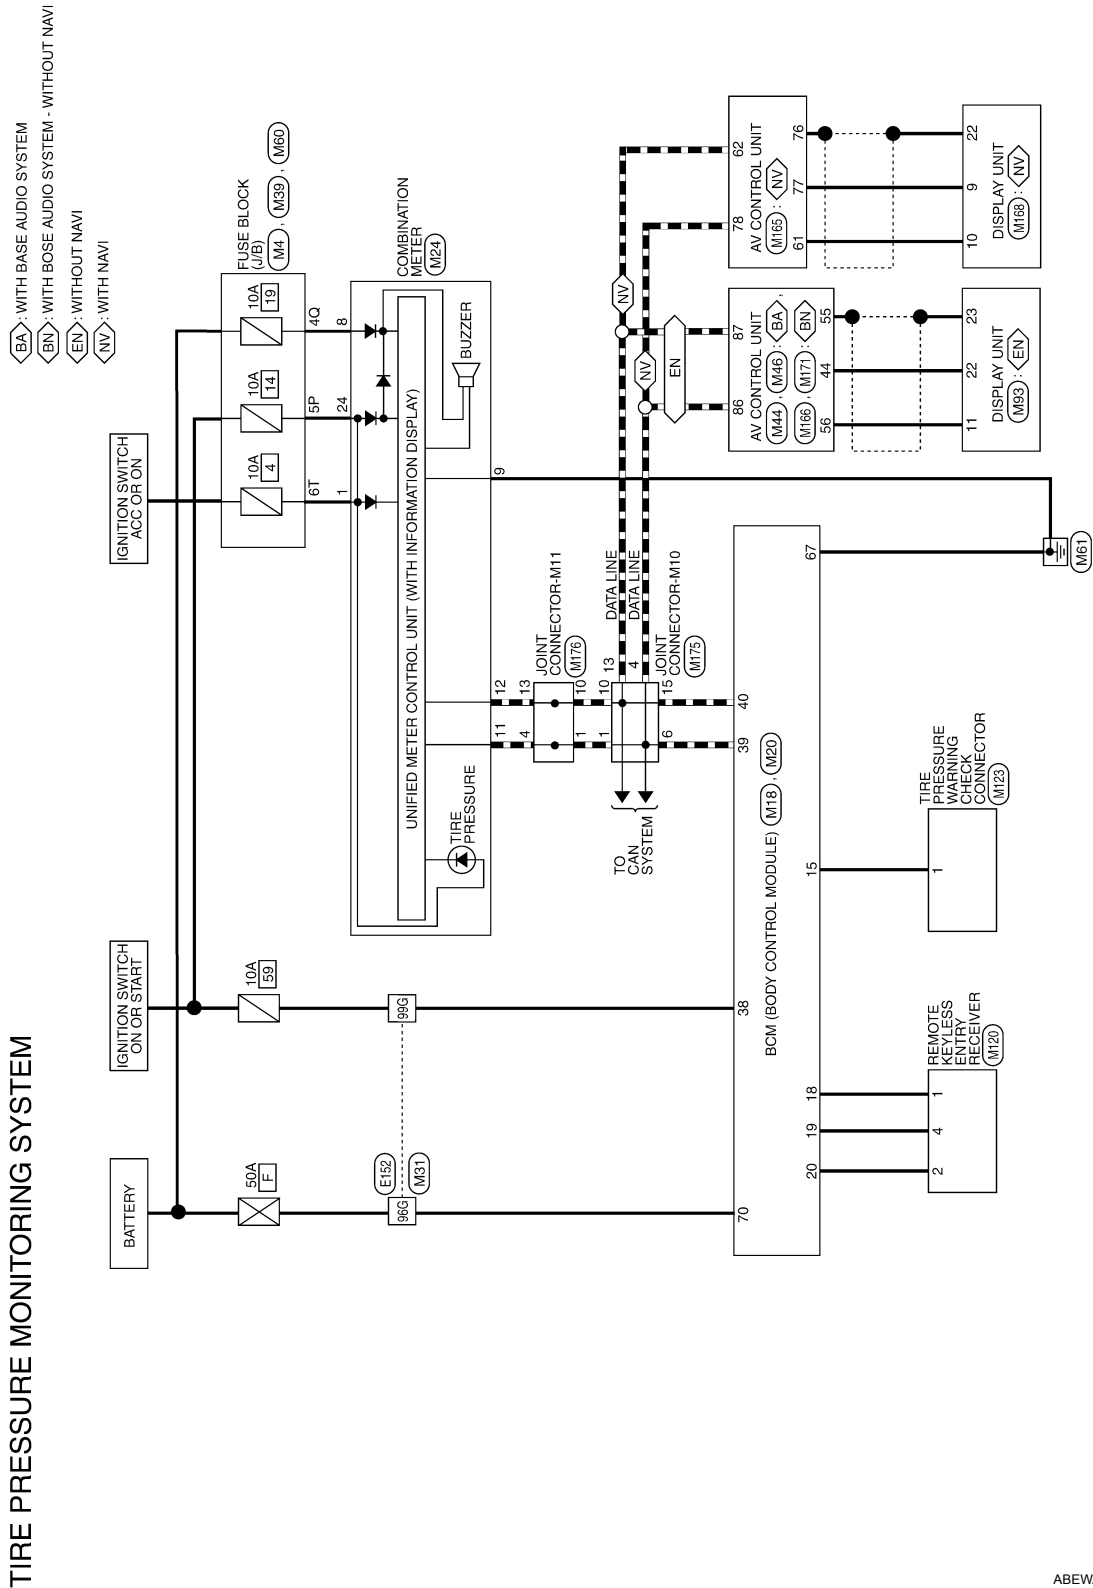 TIRE PRESSURE MONITORING SYSTEM
BA : WITH BASE AUDIO SYSTEM
BN : WITH BOSE AUDIO SYSTEM - WITHOUT NAVI
EN : WITHOUT NAVI
NV : WITH NAVI
BATTERY
IGNITION SWITCH
ON OR START
IGNITION SWITCH
ACC OR ON
50A
F
10A
59
10A
4
10A
14
10A
19
FUSE BLOCK
(J/B)
M4 , M39 , M60
6T
5P
4Q
1
24
8
COMBINATION
METER
M24
E152
M31
96G
99G
UNIFIED METER CONTROL UNIT (WITH INFORMATION DISPLAY)
TIRE
PRESSURE
BUZZER
11
12
9
4
13
JOINT
CONNECTOR-M11
M176
1
10
1
10
13
DATA LINE
4
DATA LINE
6
15
JOINT
CONNECTOR-M10
M175
TO
CAN
SYSTEM
NV
NV
EN
70
38
39
40
BCM (BODY CONTROL MODULE) M18 , M20
20
19
18
15
67
2
4
1
REMOTE
KEYLESS
ENTRY
RECEIVER
M120
1
TIRE
PRESSURE
WARNING
CHECK
CONNECTOR
M123
M61
86
87
AV CONTROL UNIT
M44 , M46 : BA ,
M166 , M171 : BN
56
44
55
11
22
23
DISPLAY UNIT
M93 : EN
78
62
AV CONTROL UNIT
M165 : NV
61
77
76
10
9
22
DISPLAY UNIT
M168 : NV
ABEW